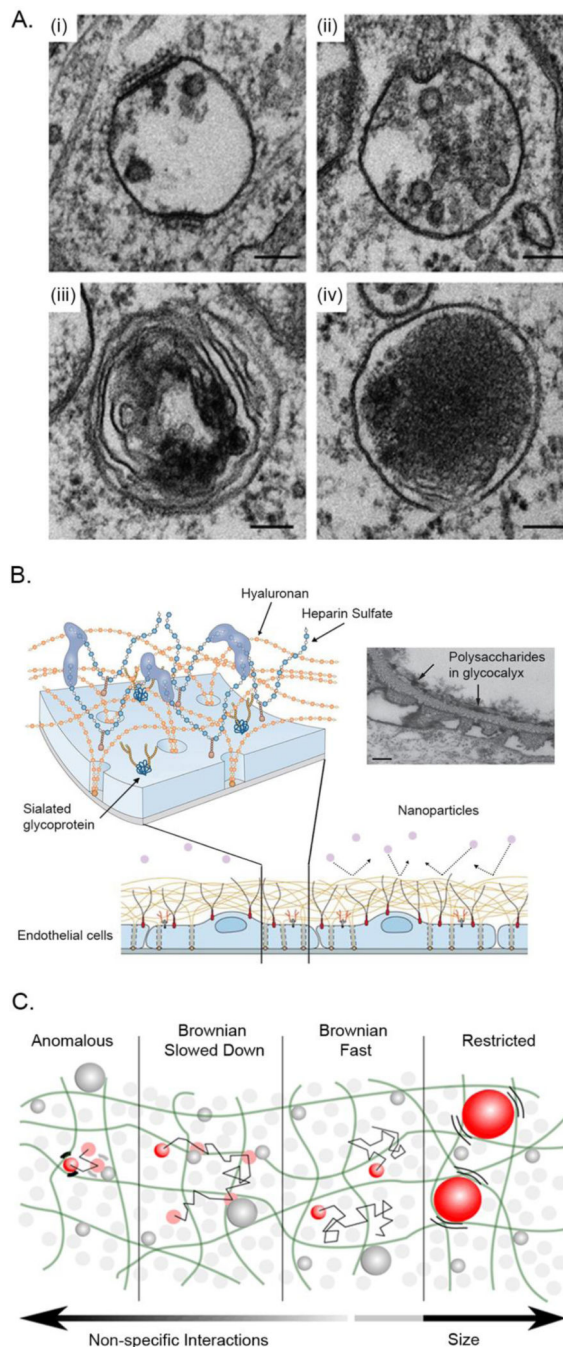 A.
(i)
(ii)
(iii)
(iv)
B.
Hyaluronan
Heparin Sulfate
Polysaccharides
in glycocalyx
Sialated
glycoprotein
Nanoparticles
Endothelial cells
C.
Anomalous
Brownian
Slowed Down
Brownian
Fast
Restricted
Non-specific Interactions
Size